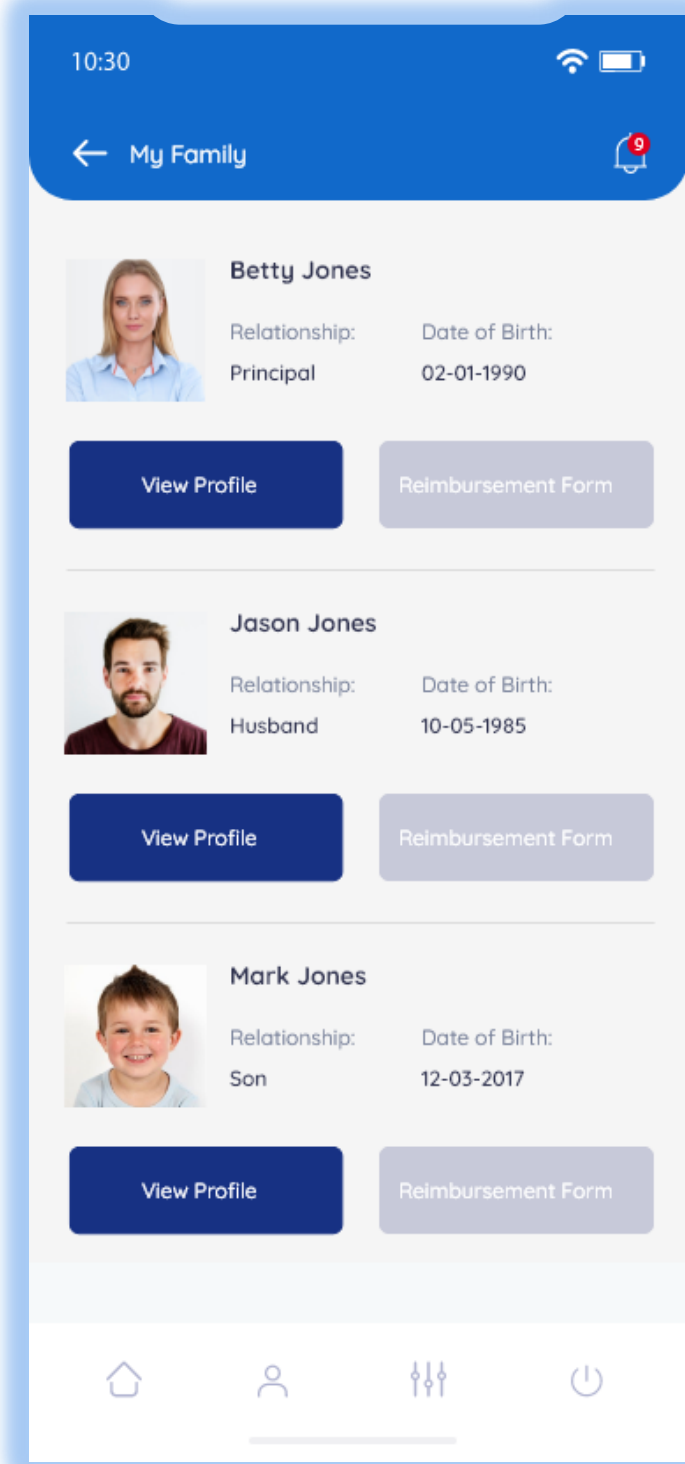 10:30
My Family
9
Betty Jones
Relationship: Date of Birth:
Principal 02-01-1990
View Profile Reimbursement Form
Jason Jones
Relationship: Date of Birth:
Husband 10-05-1985
View Profile Reimbursement Form
Mark Jones
Relationship: Date of Birth:
Son 12-03-2017
View Profile Reimbursement Form